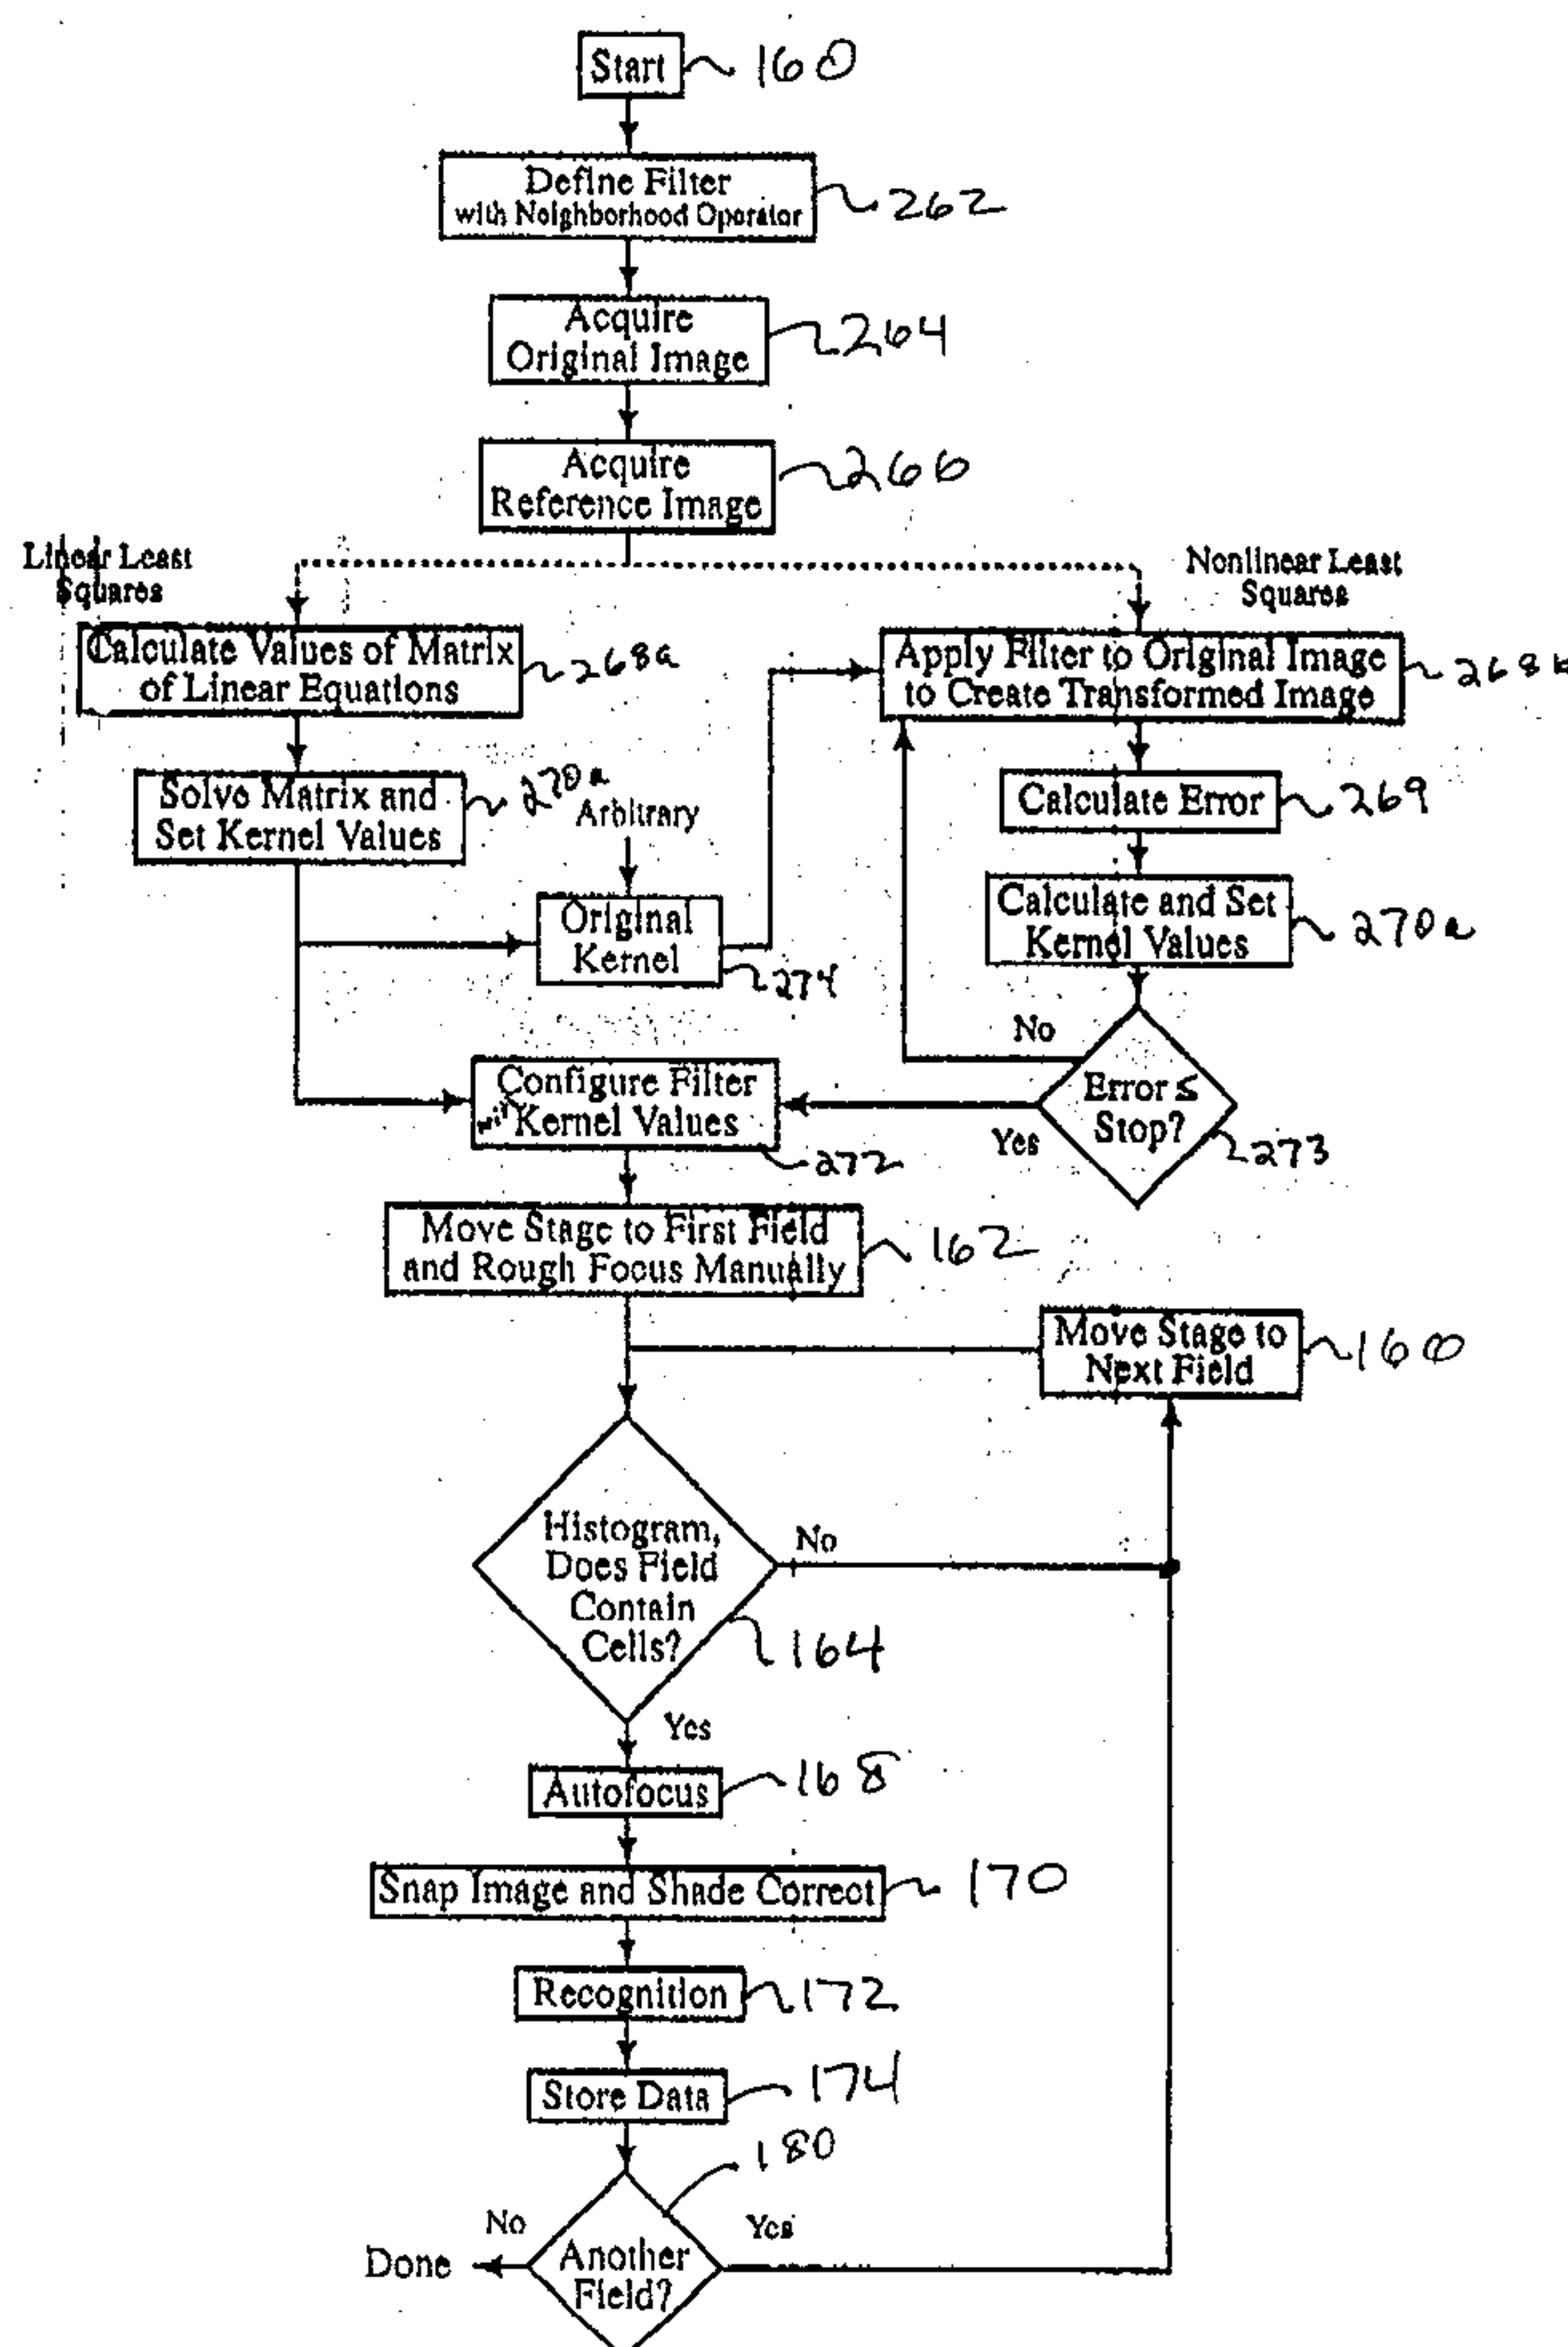 Start
160
Define Filter
with Neighborhood Operator
262
Acquire
Original Image
264
Acquire
Reference Image
266
Linear Least
Squares
Nonlinear Least
Squares
Calculate Values of Matrix
of Linear Equations
268a
Apply Filter to Original Image
to Create Transformed Image
268b
Solve Matrix and
Set Kernel Values
270a
Arbitrary
Calculate Error
269
Original
Kernel
274
Calculate and Set
Kernel Values
270a
No
Error ≤
Stop?
Yes
273
Configure Filter
Kernel Values
272
Move Stage to First Field
and Rough Focus Manually
162
Move Stage to
Next Field
160
Histogram,
Does Field
Contain
Cells?
No
164
Yes
Autofocus
168
Snap Image and Shade Correct
170
Recognition
172
Store Data
174
180
No
Yes
Done
Another
Field?